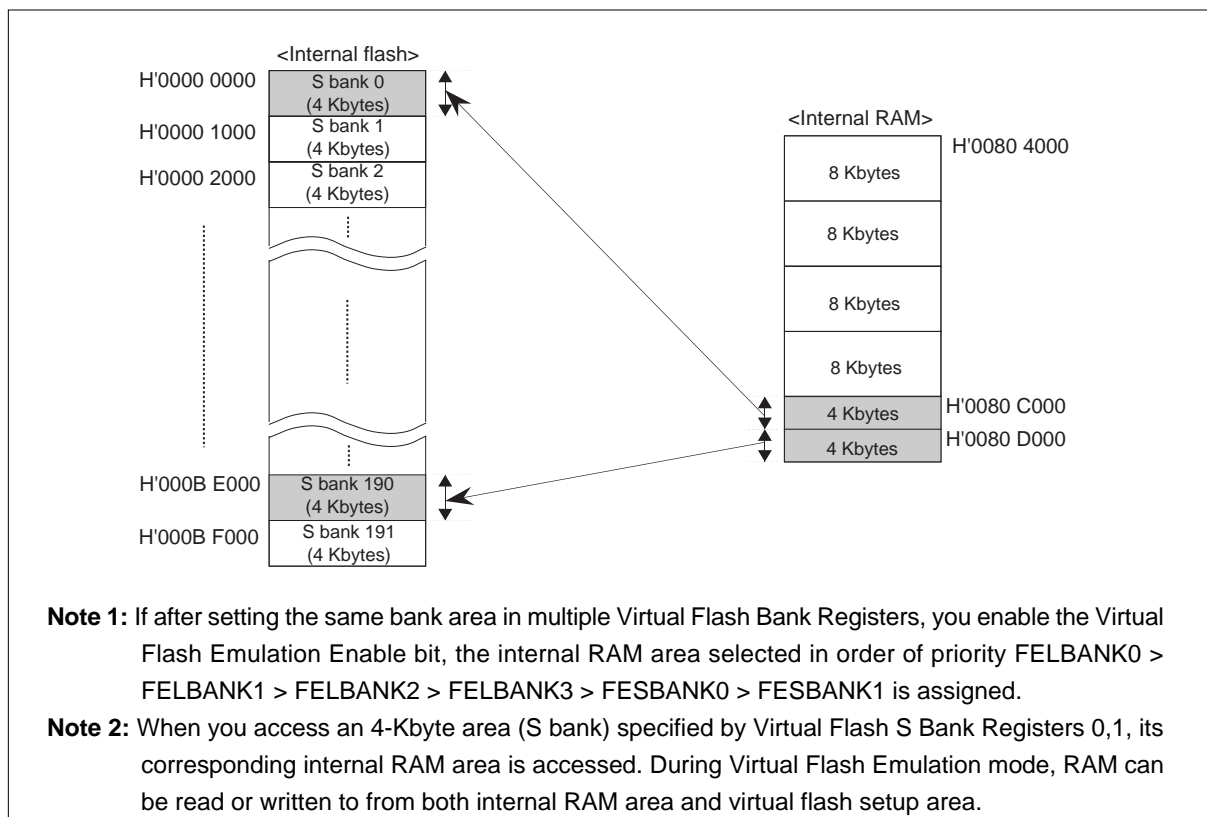 <Internal flash>
H'0000 0000
S bank 0
(4 Kbytes)
H'0000 1000
S bank 1
(4 Kbytes)
H'0000 2000
S bank 2
(4 Kbytes)
H'000B E000
S bank 190
(4 Kbytes)
H'000B F000
S bank 191
(4 Kbytes)
<Internal RAM>
H'0080 4000
8 Kbytes
8 Kbytes
8 Kbytes
8 Kbytes
4 Kbytes
H'0080 C000
4 Kbytes
H'0080 D000
Note 1: If after setting the same bank area in multiple Virtual Flash Bank Registers, you enable the Virtual
Flash Emulation Enable bit, the internal RAM area selected in order of priority FELBANK0 >
FELBANK1 > FELBANK2 > FELBANK3 > FESBANK0 > FESBANK1 is assigned.
Note 2: When you access an 4-Kbyte area (S bank) specified by Virtual Flash S Bank Registers 0,1, its
corresponding internal RAM area is accessed. During Virtual Flash Emulation mode, RAM can
be read or written to from both internal RAM area and virtual flash setup area.